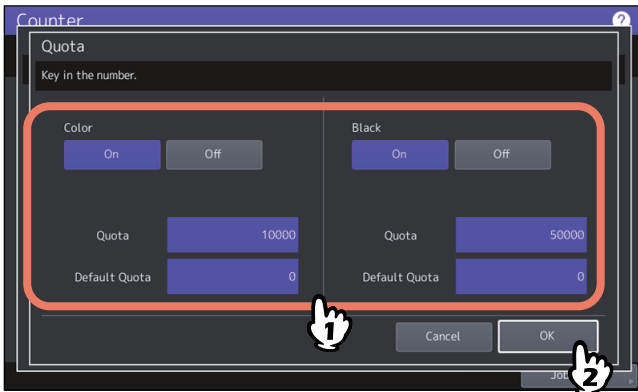 Counter ?
Quota
Key in the number.
Color
On Off
Quota 10000
Default Quota 0
Black
On Off
Quota 50000
Default Quota 0
1
Cancel OK
2